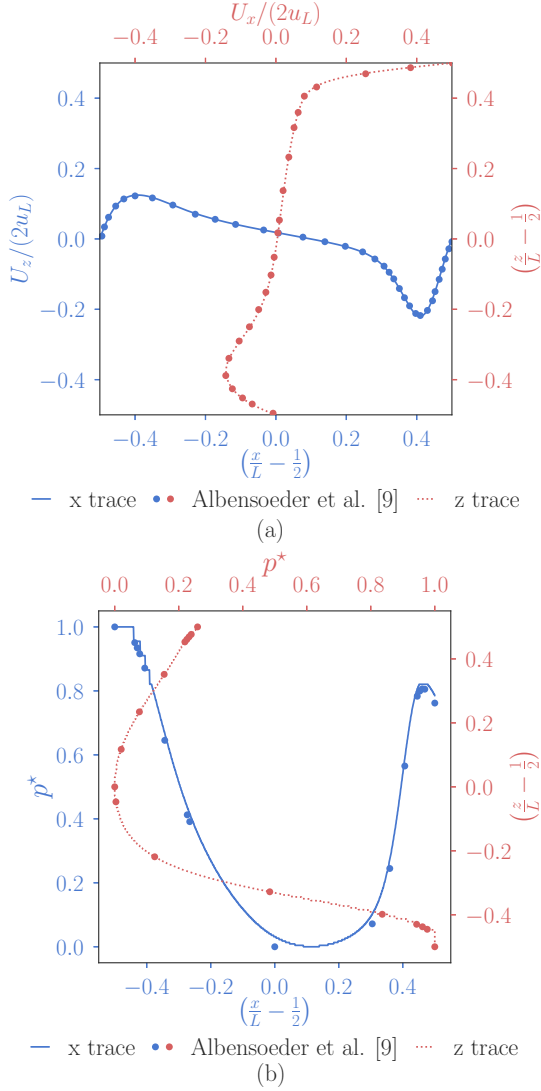 U_x/(2u_L)
−0.4 −0.2 0.0 0.2 0.4
0.4 0.4
0.2 0.2
0.0 0.0
−0.2 −0.2
−0.4 −0.4
U_z/(2u_L)
(z/L − 1/2)
−0.4 −0.2 0.0 0.2 0.4
(x/L − 1/2)
x trace Albensoeder et al. [9] z trace
(a)
p⋆
0.0 0.2 0.4 0.6 0.8 1.0
1.0
0.8
0.6
0.4
0.2
0.0
p⋆
0.4
0.2
0.0
−0.2
−0.4
(z/L − 1/2)
−0.4 −0.2 0.0 0.2 0.4
(x/L − 1/2)
x trace Albensoeder et al. [9] z trace
(b)